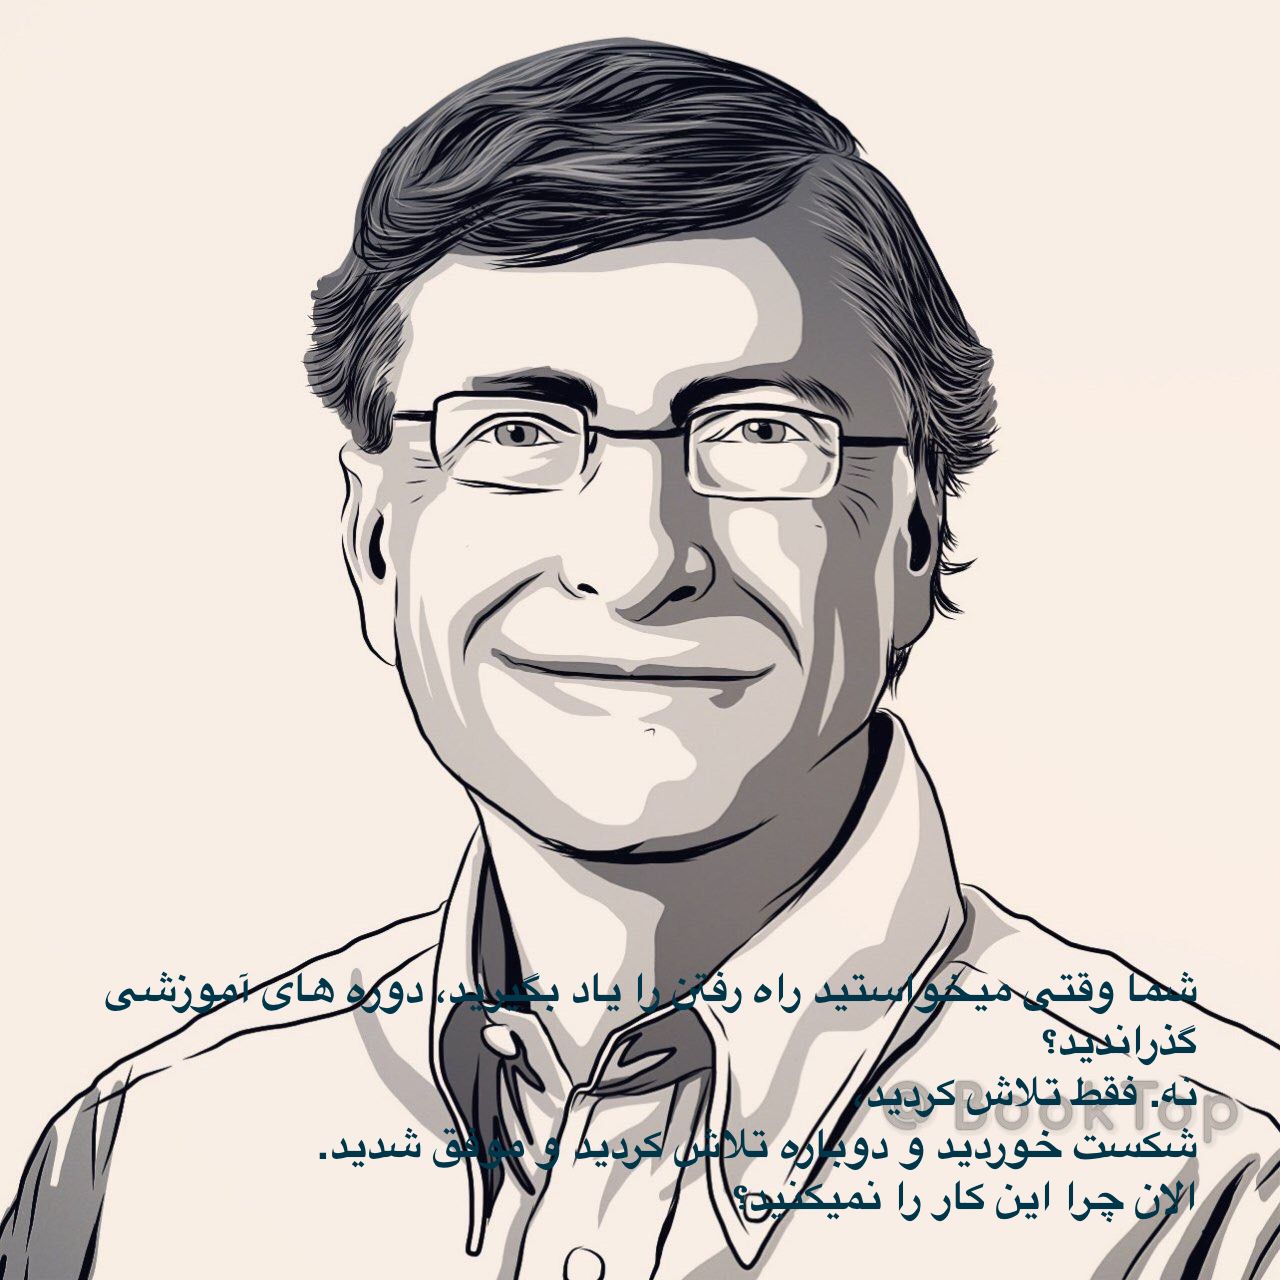 شما وقتی میخواستید راه رفتن را یاد بگیرید، دوره های آموزشی
گذراندید؟
نه. فقط تلاش کردید.
شکست خوردید و دوباره تلاش کردید و موفق شدید.
الان چرا این کار را نمیکنید؟
@BookTop